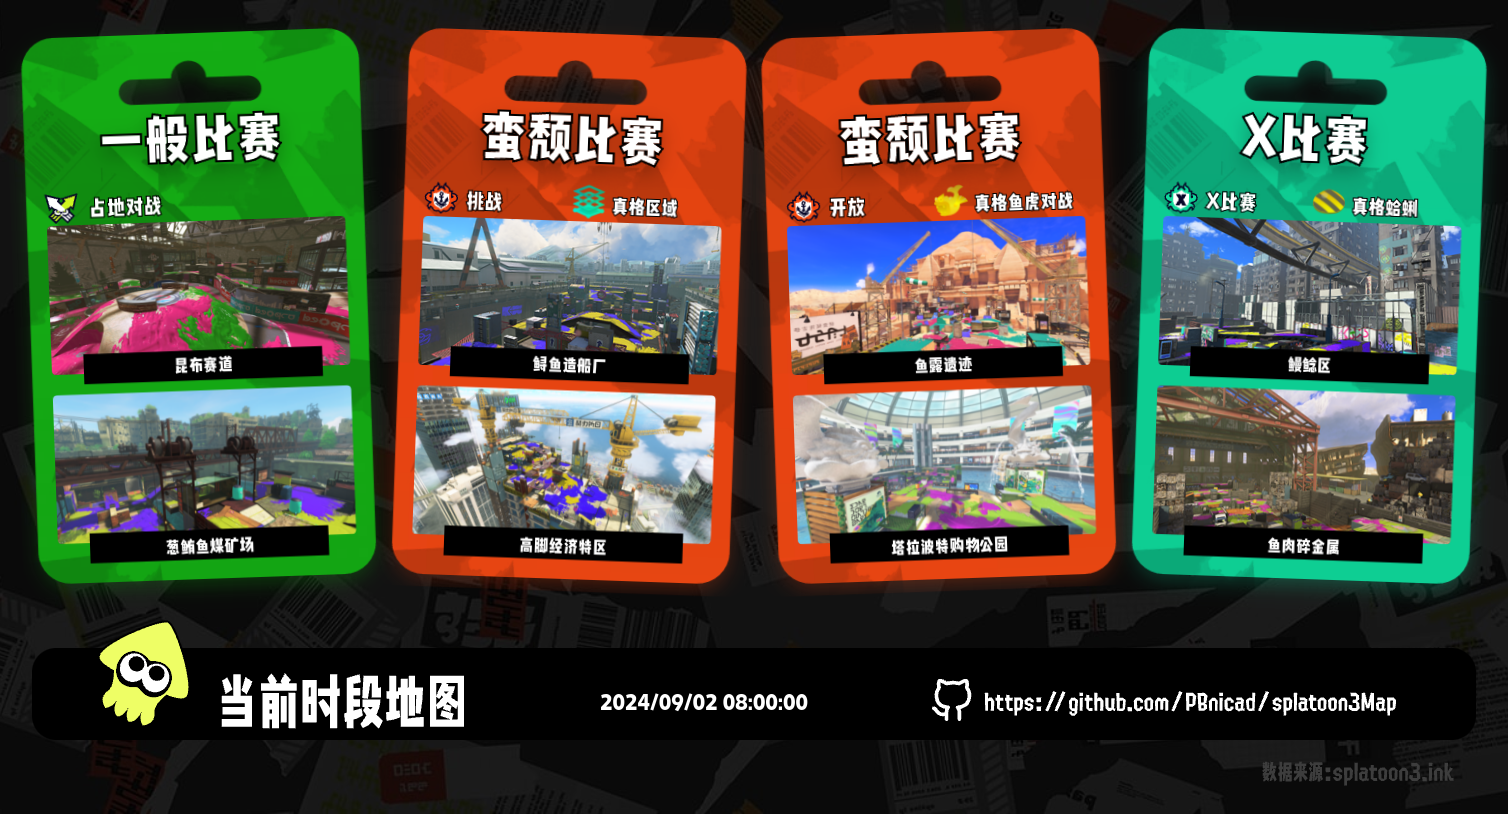 一般比赛
占地对战
昆布赛道
葱鲔鱼煤矿场
蛮颓比赛
挑战
真格区域
鲟鱼造船厂
高脚经济特区
蛮颓比赛
开放
真格鱼虎对战
鱼露遗迹
塔拉波特购物公园
X比赛
X比赛
真格蛤蜊
鳗鲶区
鱼肉碎金属
当前时段地图
2024/09/02 08:00:00
https://github.com/PBnicad/splatoon3Map
数据来源:splatoon3.ink